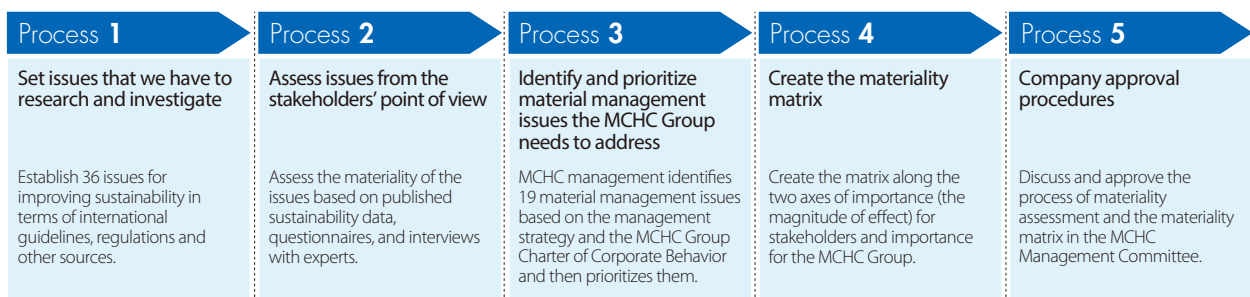 Process 1
Set issues that we have to
research and investigate
Establish 36 issues for
improving sustainability in
terms of international
guidelines, regulations and
other sources.
Process 2
Assess issues from the
stakeholders’ point of view
Assess the materiality of the
issues based on published
sustainability data,
questionnaires, and interviews
with experts.
Process 3
Identify and prioritize
material management
issues the MCHC Group
needs to address
MCHC management identifies
19 material management issues
based on the management
strategy and the MCHC Group
Charter of Corporate Behavior
and then prioritizes them.
Process 4
Create the materiality
matrix
Create the matrix along the
two axes of importance (the
magnitude of effect) for
stakeholders and importance
for the MCHC Group.
Process 5
Company approval
procedures
Discuss and approve the
process of materiality
assessment and the materiality
matrix in the MCHC
Management Committee.